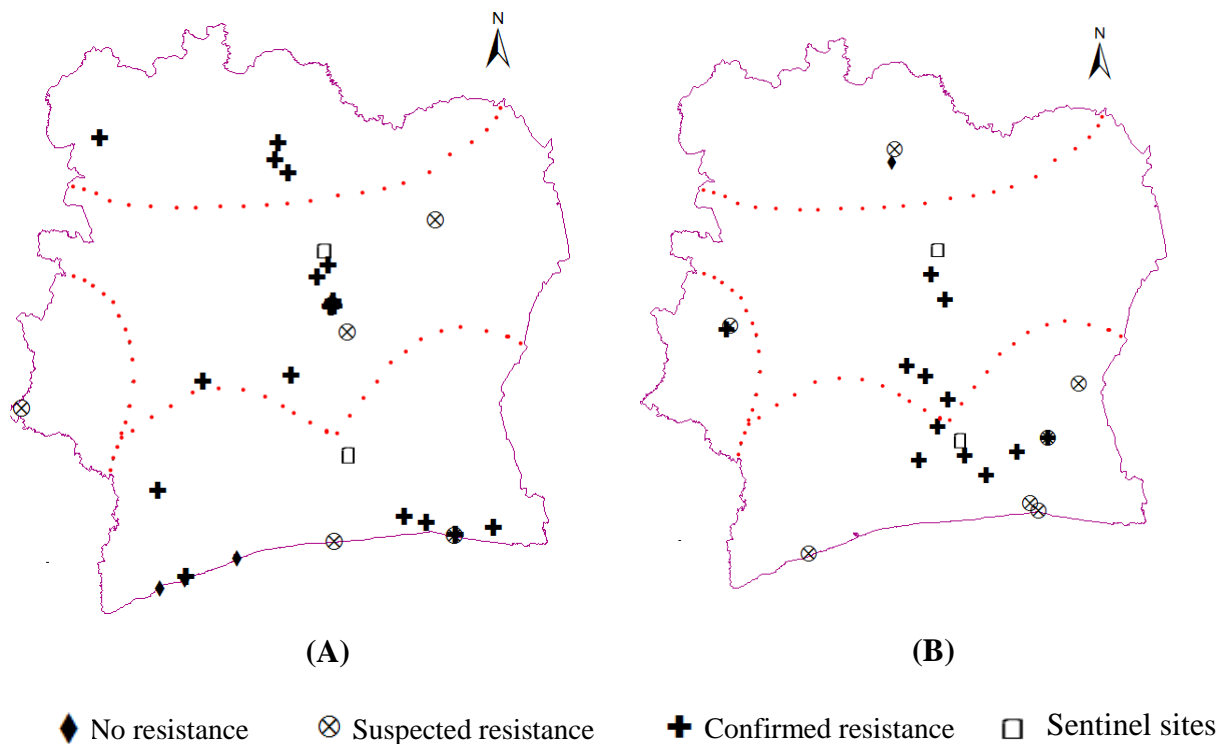 N
N
(A)
(B)
No resistance
Suspected resistance
Confirmed resistance
Sentinel sites